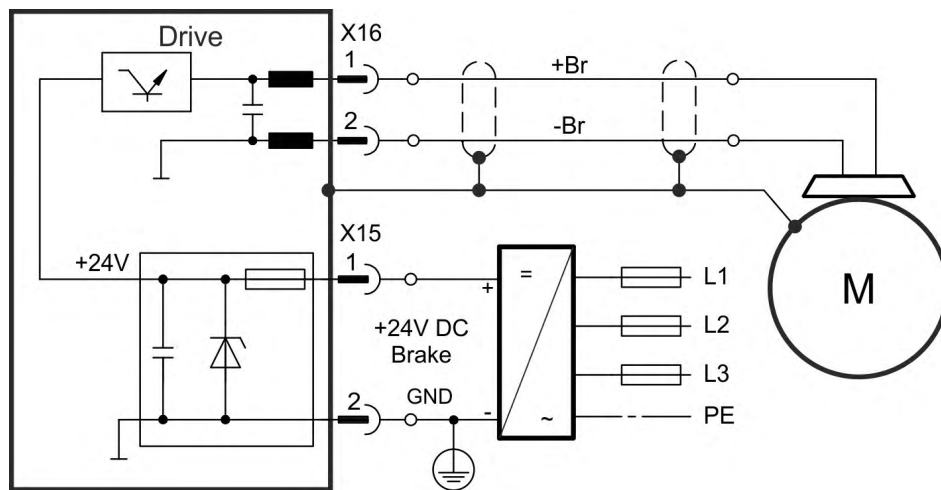 Drive
X16
1
+Br
2
-Br
X15
+24V
1
+
=
L1
+24V DC
Brake
L2
L3
M
2
GND
-
~
PE